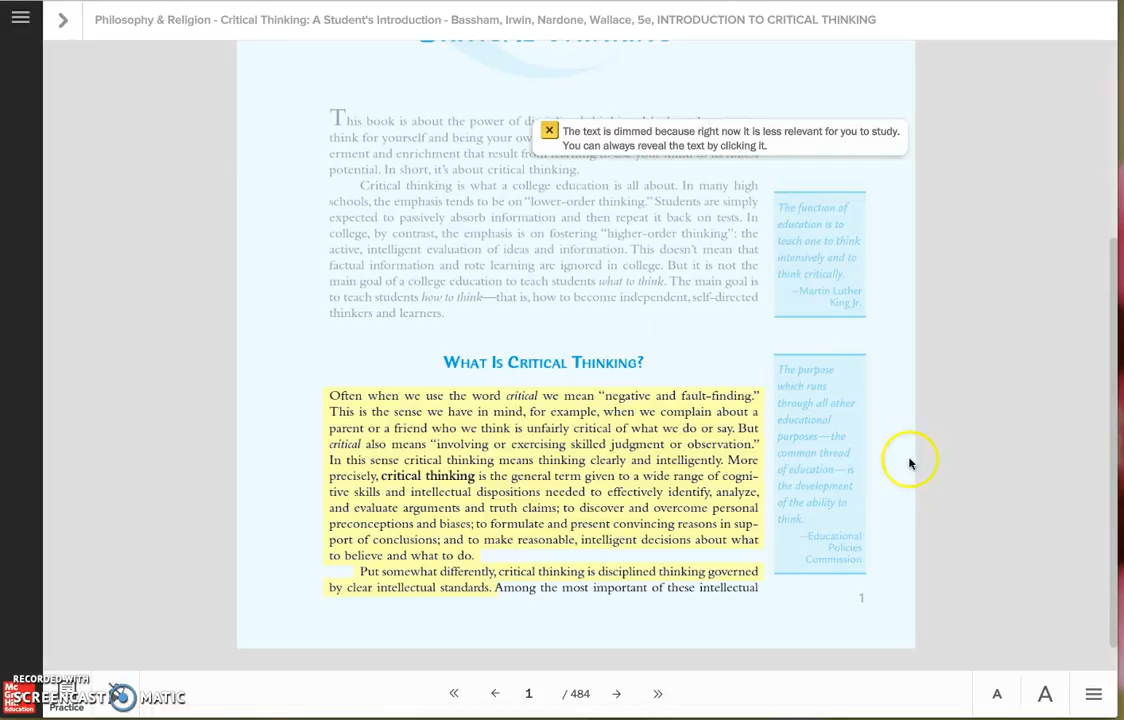 Philosophy & Religion - Critical Thinking: A Student's Introduction - Bassham, Irwin, Nardone, Wallace, 5e, INTRODUCTION TO CRITICAL THINKING
This book is about the power of
think for yourself and being your
erment and enrichment that result from learning to use your mind to its fullest
potential. In short, it's about critical thinking.
The text is dimmed because right now it is less relevant for you to study.
You can always reveal the text by clicking it.
Critical thinking is what a college education is all about. In many high
schools, the emphasis tends to be on "lower-order thinking." Students are simply
expected to passively absorb information and then repeat it back on tests. In
college, by contrast, the emphasis is on fostering "higher-order thinking": the
active, intelligent evaluation of ideas and information. This doesn't mean that
factual information and rote learning are ignored in college. But it is not the
main goal of a college education to teach students what to think. The main goal is
to teach students how to think—that is, how to become independent, self-directed
thinkers and learners.
The function of
education is to
teach one to think
intensively and to
think critically.
—Martin Luther
King Jr.
WHAT IS CRITICAL THINKING?
Often when we use the word critical we mean "negative and fault-finding."
This is the sense we have in mind, for example, when we complain about a
parent or a friend who we think is unfairly critical of what we do or say. But
critical also means "involving or exercising skilled judgment or observation."
In this sense critical thinking means thinking clearly and intelligently. More
precisely, critical thinking is the general term given to a wide range of cogni-
tive skills and intellectual dispositions needed to effectively identify, analyze,
and evaluate arguments and truth claims; to discover and overcome personal
preconceptions and biases; to formulate and present convincing reasons in sup-
port of conclusions; and to make reasonable, intelligent decisions about what
to believe and what to do.
Put somewhat differently, critical thinking is disciplined thinking governed
by clear intellectual standards. Among the most important of these intellectual
The purpose
which runs
through all other
educational
purposes—the
common thread
of education—is
the development
of the ability to
think.
—Educational
Policies
Commission
1
RECORDED WITH
SCREENCAST MATIC
Mc
Graw
Hill
Education
Practice
1 / 484
A A